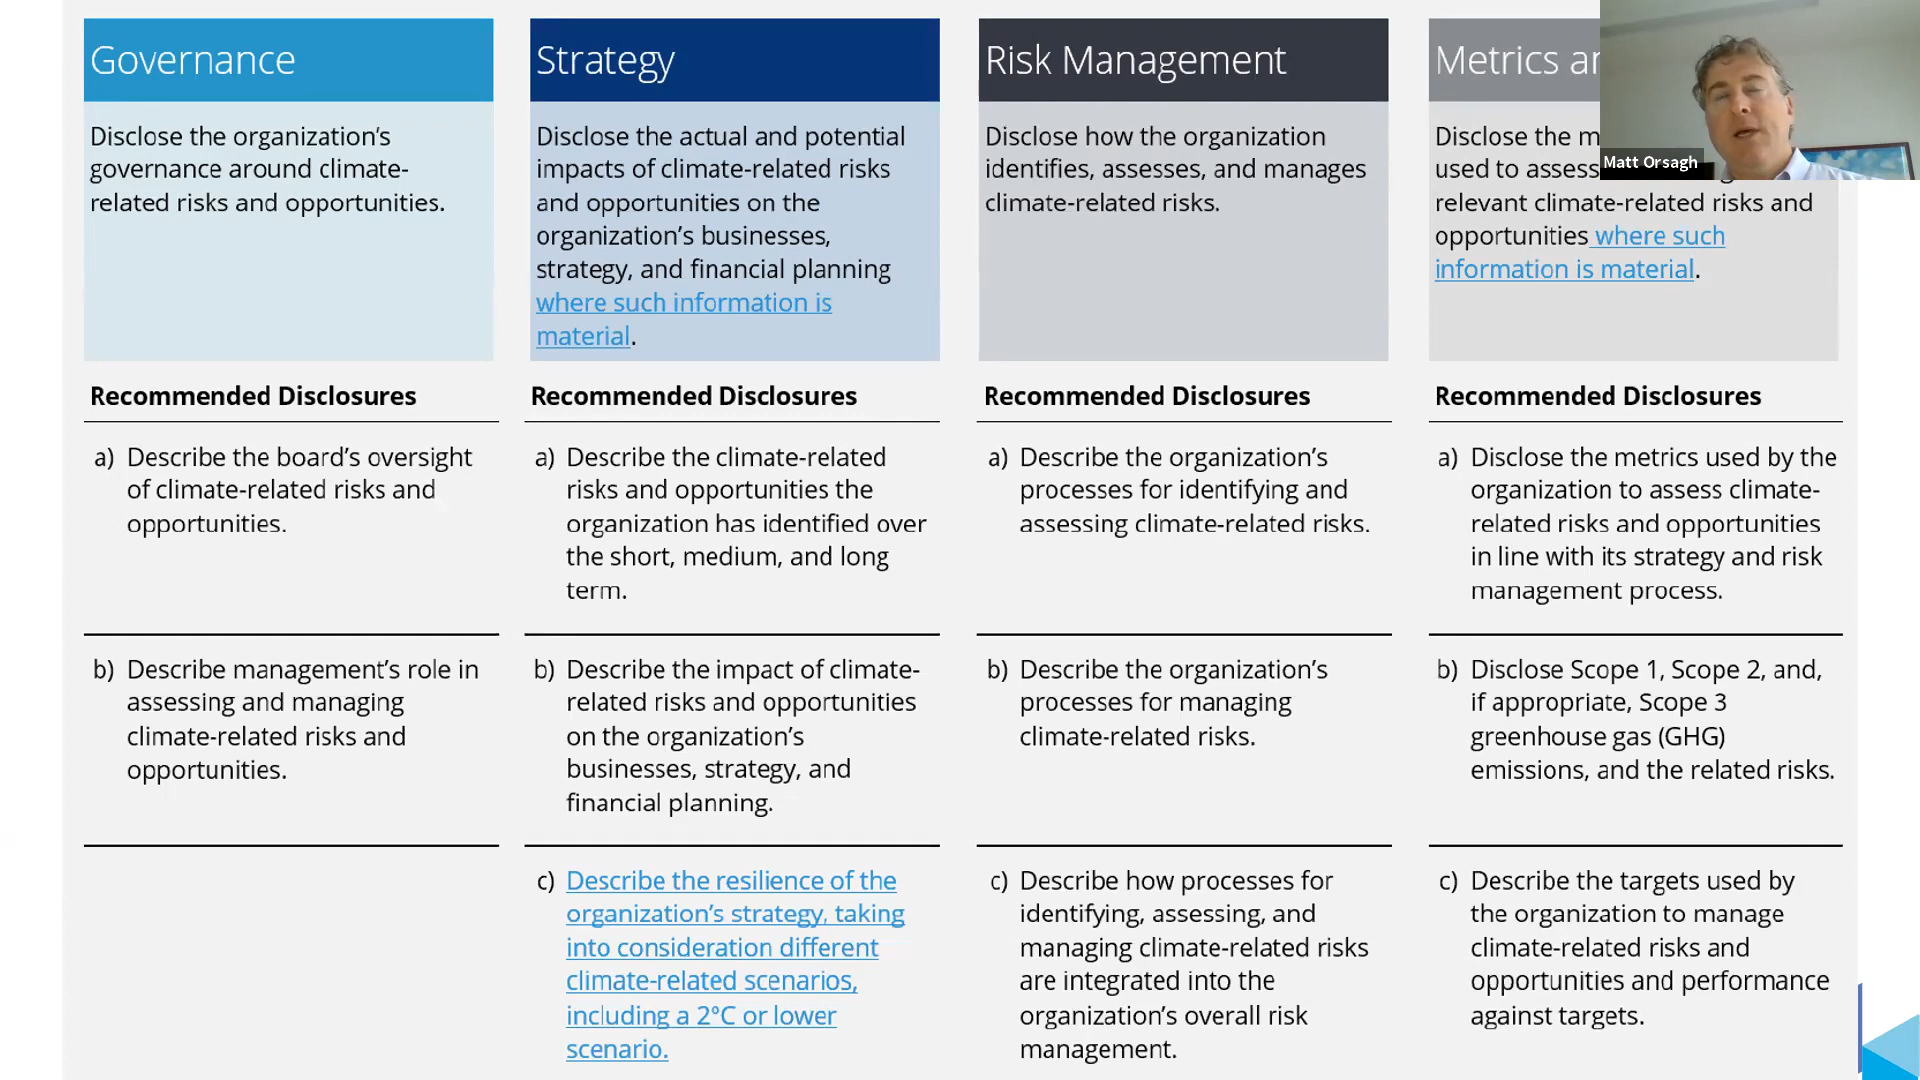 Governance
Disclose the organization's
governance around climate-
related risks and opportunities.
Recommended Disclosures
a) Describe the board's oversight
of climate-related risks and
opportunities.
b) Describe management's role in
assessing and managing
climate-related risks and
opportunities.
Strategy
Disclose the actual and potential
impacts of climate-related risks
and opportunities on the
organization's businesses,
strategy, and financial planning
where such information is
material.
Recommended Disclosures
a) Describe the climate-related
risks and opportunities the
organization has identified over
the short, medium, and long
term.
b) Describe the impact of climate-
related risks and opportunities
on the organization's
businesses, strategy, and
financial planning.
c) Describe the resilience of the
organization's strategy, taking
into consideration different
climate-related scenarios,
including a 2°C or lower
scenario.
Risk Management
Disclose how the organization
identifies, assesses, and manages
climate-related risks.
Recommended Disclosures
a) Describe the organization's
processes for identifying and
assessing climate-related risks.
b) Describe the organization's
processes for managing
climate-related risks.
c) Describe how processes for
identifying, assessing, and
managing climate-related risks
are integrated into the
organization's overall risk
management.
Metrics
Disclose the
used to assess
relevant climate-related risks and
opportunities where such
information is material.
Recommended Disclosures
a) Disclose the metrics used by the
organization to assess climate-
related risks and opportunities
in line with its strategy and risk
management process.
b) Disclose Scope 1, Scope 2, and,
if appropriate, Scope 3
greenhouse gas (GHG)
emissions, and the related risks.
c) Describe the targets used by
the organization to manage
climate-related risks and
opportunities and performance
against targets.
Matt Orsagh